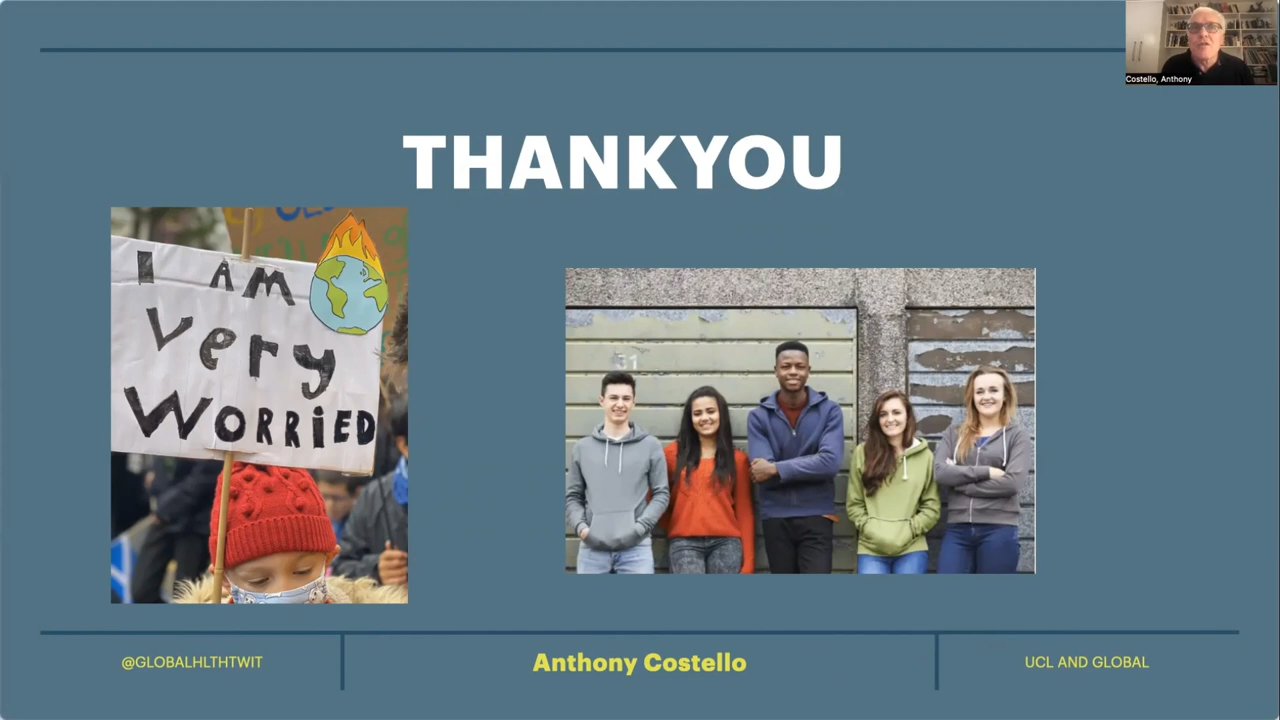 Costello, Anthony
THANKYOU
I AM
very
WORRiED
@GLOBALHLTHTWIT
Anthony Costello
UCL AND GLOBAL